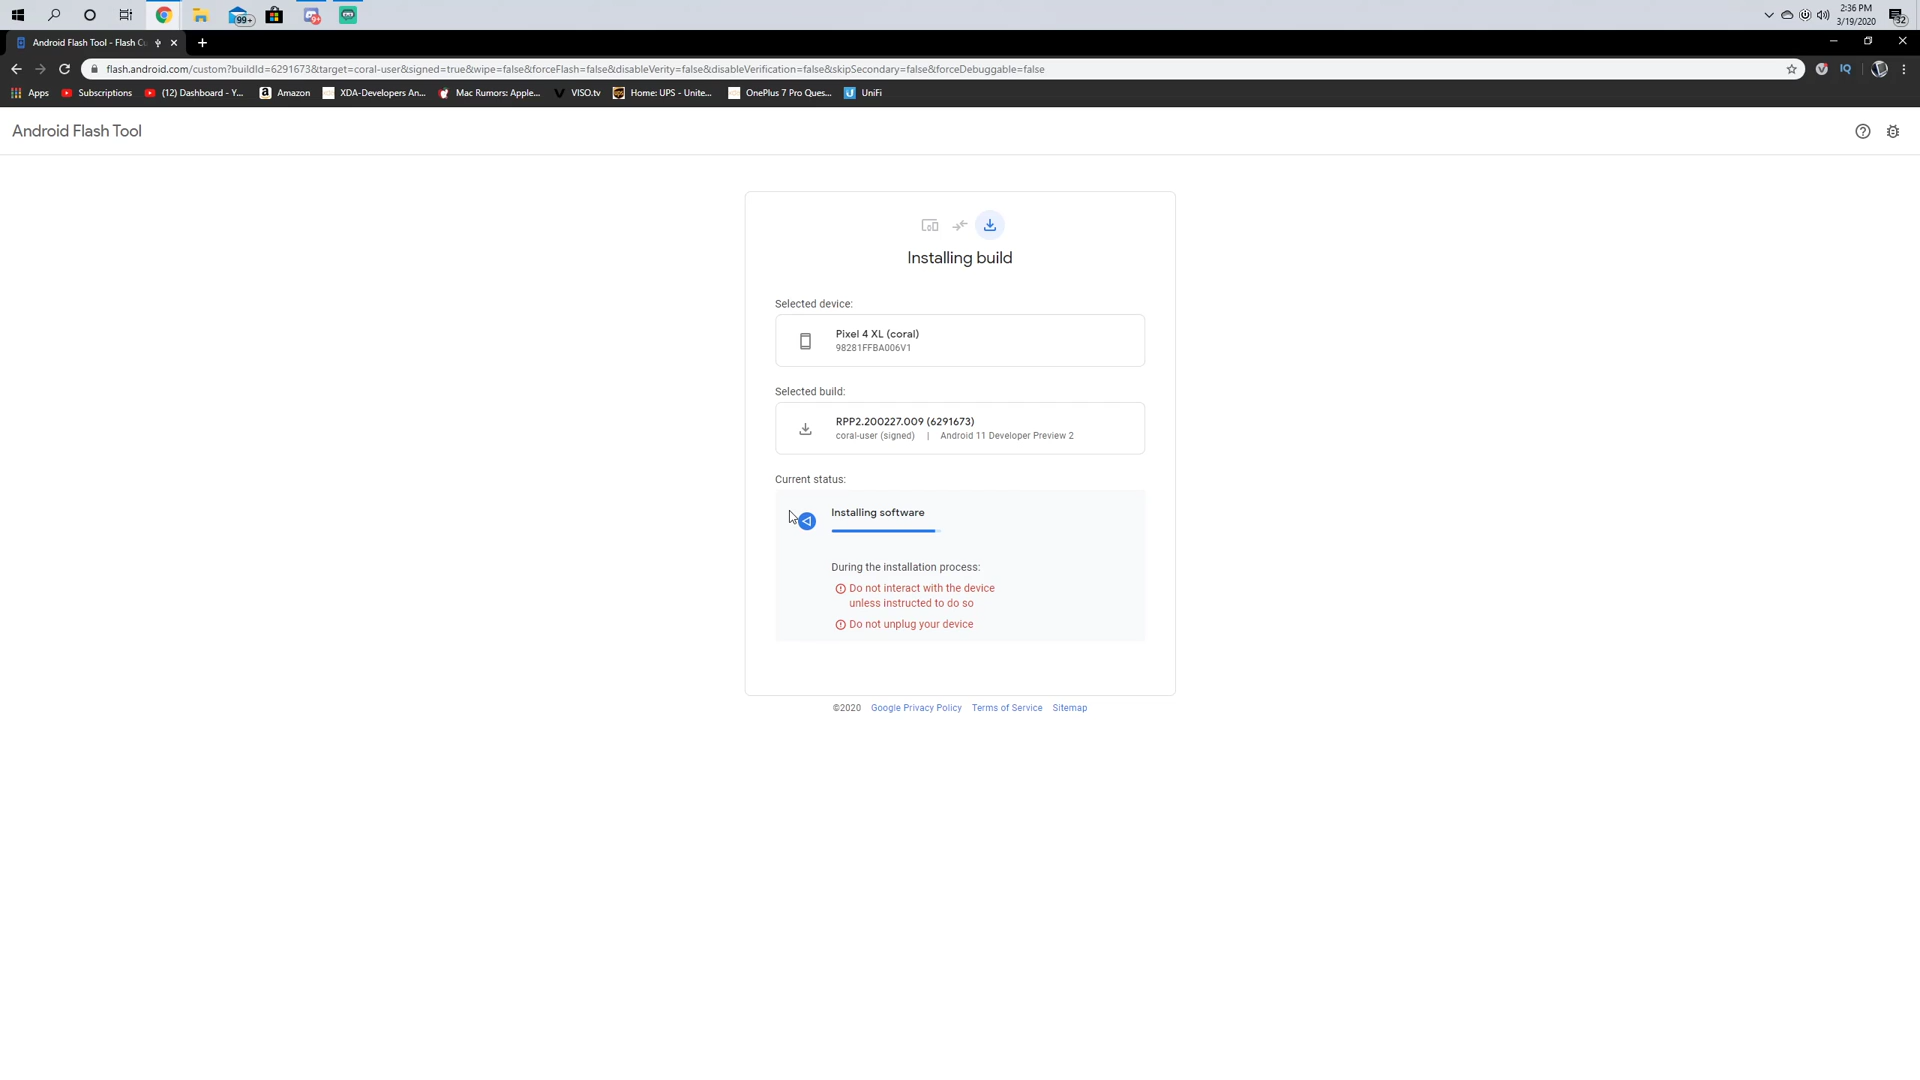 99+
9+
2:36 PM
3/19/2020
32
Android Flash Tool - Flash Cu
flash.android.com/custom?buildId=6291673&target=coral-user&signed=true&wipe=false&forceFlash=false&disableVerity=false&disableVerification=false&skipSecondary=false&forceDebuggable=false
IQ
Apps
Subscriptions
(12) Dashboard - Y...
Amazon
XDA-Developers An...
Mac Rumors: Apple...
VISO.tv
Home: UPS - Unite...
OnePlus 7 Pro Ques...
UniFi
Android Flash Tool
Installing build
Selected device:
Pixel 4 XL (coral)
98281FFBA006V1
Selected build:
RPP2.200227.009 (6291673)
coral-user (signed) | Android 11 Developer Preview 2
Current status:
Installing software
During the installation process:
Do not interact with the device
unless instructed to do so
Do not unplug your device
©2020 Google Privacy Policy Terms of Service Sitemap